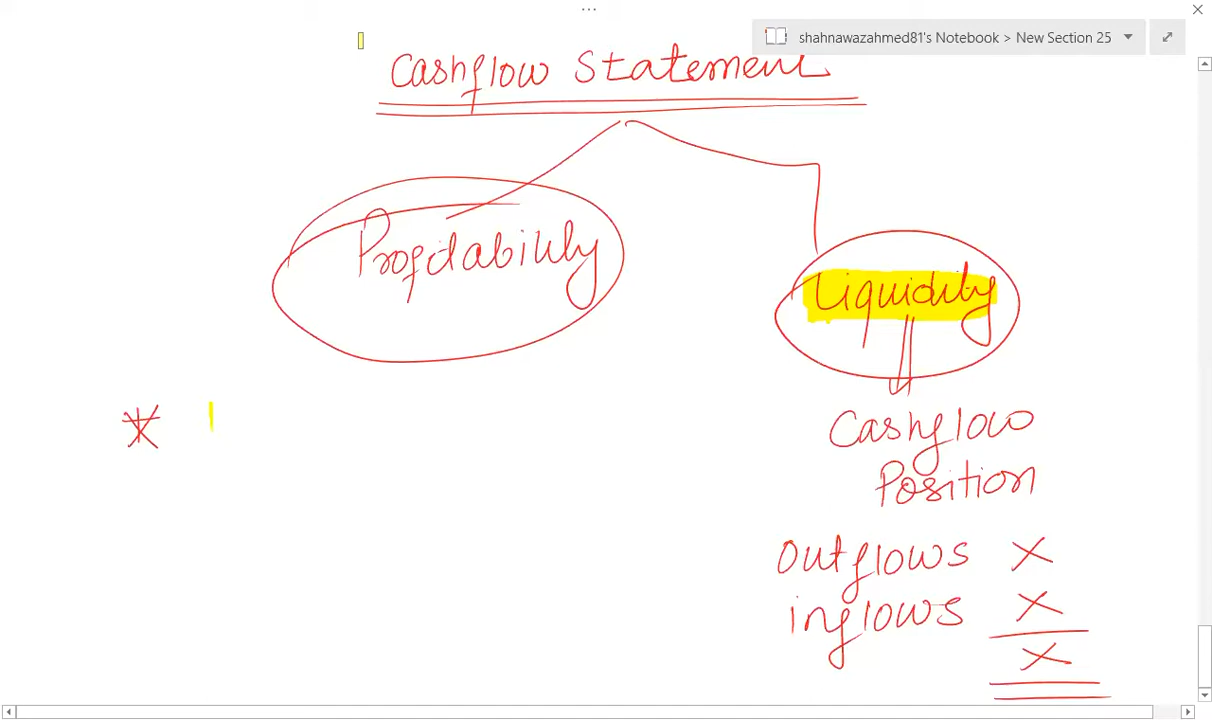 shahnawazahmed81's Notebook > New Section 25
Cashflow Statement
Profitability
Liquidity
Cashflow
Position
outflows X
inflows X
X